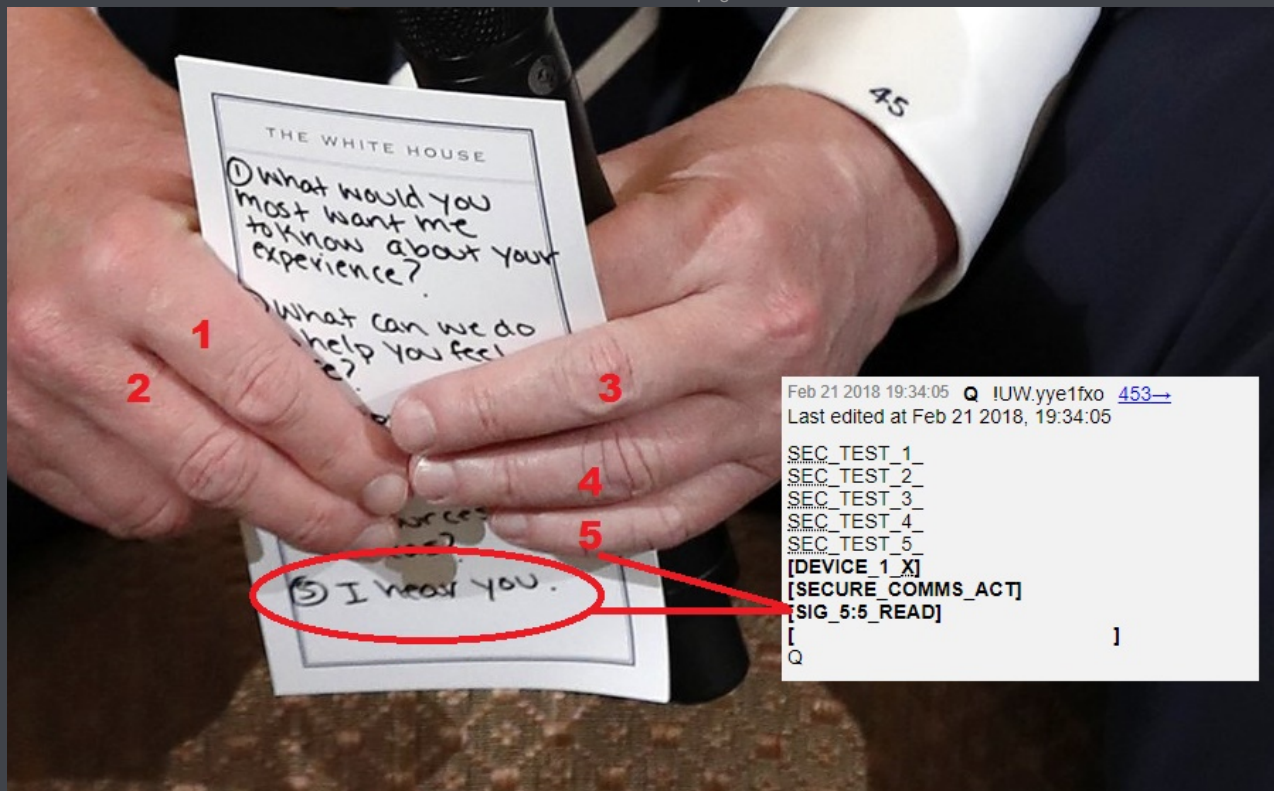 45
THE WHITE HOUSE
① What would you
most want me
to know about your
experience?
What can we do
help you feel
1
2
3
4
5
⑤ I hear you.
Feb 21 2018 19:34:05 Q !UW.yye1fxo 453→
Last edited at Feb 21 2018, 19:34:05
SEC_TEST_1_
SEC_TEST_2_
SEC_TEST_3_
SEC_TEST_4_
SEC_TEST_5_
[DEVICE_1_X]
[SECURE_COMMS_ACT]
[SIG_5:5_READ]
[ ]
Q